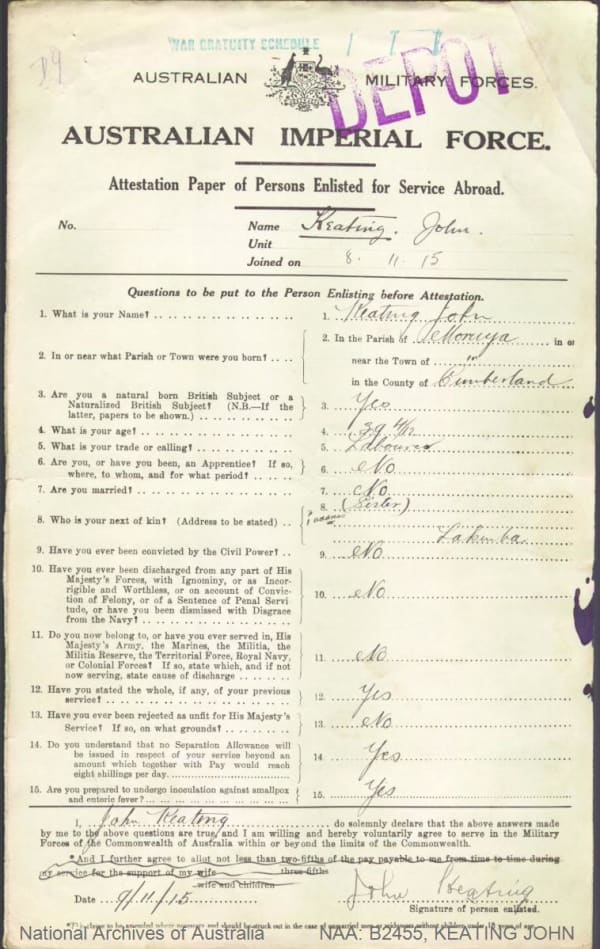 WAR GRATUITY SCHEDULE
AUSTRALIAN MILITARY FORCES.
DEPOT
AUSTRALIAN IMPERIAL FORCE.
Attestation Paper of Persons Enlisted for Service Abroad.
No. Name Keating. John.
Unit
Joined on 8. 11. 15
Questions to be put to the Person Enlisting before Attestation.
1. What is your Name? 1. Keating John
2. In or near what Parish or Town were you born? 2. In the Parish of Moruya in or
near the Town of in
in the County of Cumberland
3. Are you a natural born British Subject or a
Naturalized British Subject? (N.B.—If the
latter, papers to be shown.) 3. Yes
4. What is your age? 4. 39 4/12
5. What is your trade or calling? 5. Labourer
6. Are you, or have you been, an Apprentice? If so,
where, to whom, and for what period? 6. No
7. Are you married? 7. No
8. Who is your next of kin? (Address to be stated) 8. (Sister)
Lakemba
9. Have you ever been convicted by the Civil Power? 9. No
10. Have you ever been discharged from any part of His
Majesty's Forces, with Ignominy, or as Incor-
rigible and Worthless, or on account of Convic-
tion of Felony, or of a Sentence of Penal Servi-
tude, or have you been dismissed with Disgrace
from the Navy? 10. No
11. Do you now belong to, or have you ever served in, His
Majesty's Army, the Marines, the Militia, the
Militia Reserve, the Territorial Force, Royal Navy,
or Colonial Forces? If so, state which, and if not
now serving, state cause of discharge 11. No
12. Have you stated the whole, if any, of your previous
service? 12. Yes
13. Have you ever been rejected as unfit for His Majesty's
Service? If so, on what grounds? 13. No
14. Do you understand that no Separation Allowance will
be issued in respect of your service beyond an
amount which together with Pay would reach
eight shillings per day. 14. Yes
15. Are you prepared to undergo inoculation against smallpox
and enteric fever? 15. Yes
I, John Keating do solemnly declare that the above answers made
by me to the above questions are true, and I am willing and hereby voluntarily agree to serve in the Military
Forces of the Commonwealth of Australia within or beyond the limits of the Commonwealth.
*And I further agree to allot not less than two-fifths of the pay payable to me from time to time during
three-fifths
my service for the support of my wife
wife and children
Date 9/11/15 John Keating
Signature of person enlisted.
National Archives of Australia NAA: B2455, KEATING JOHN